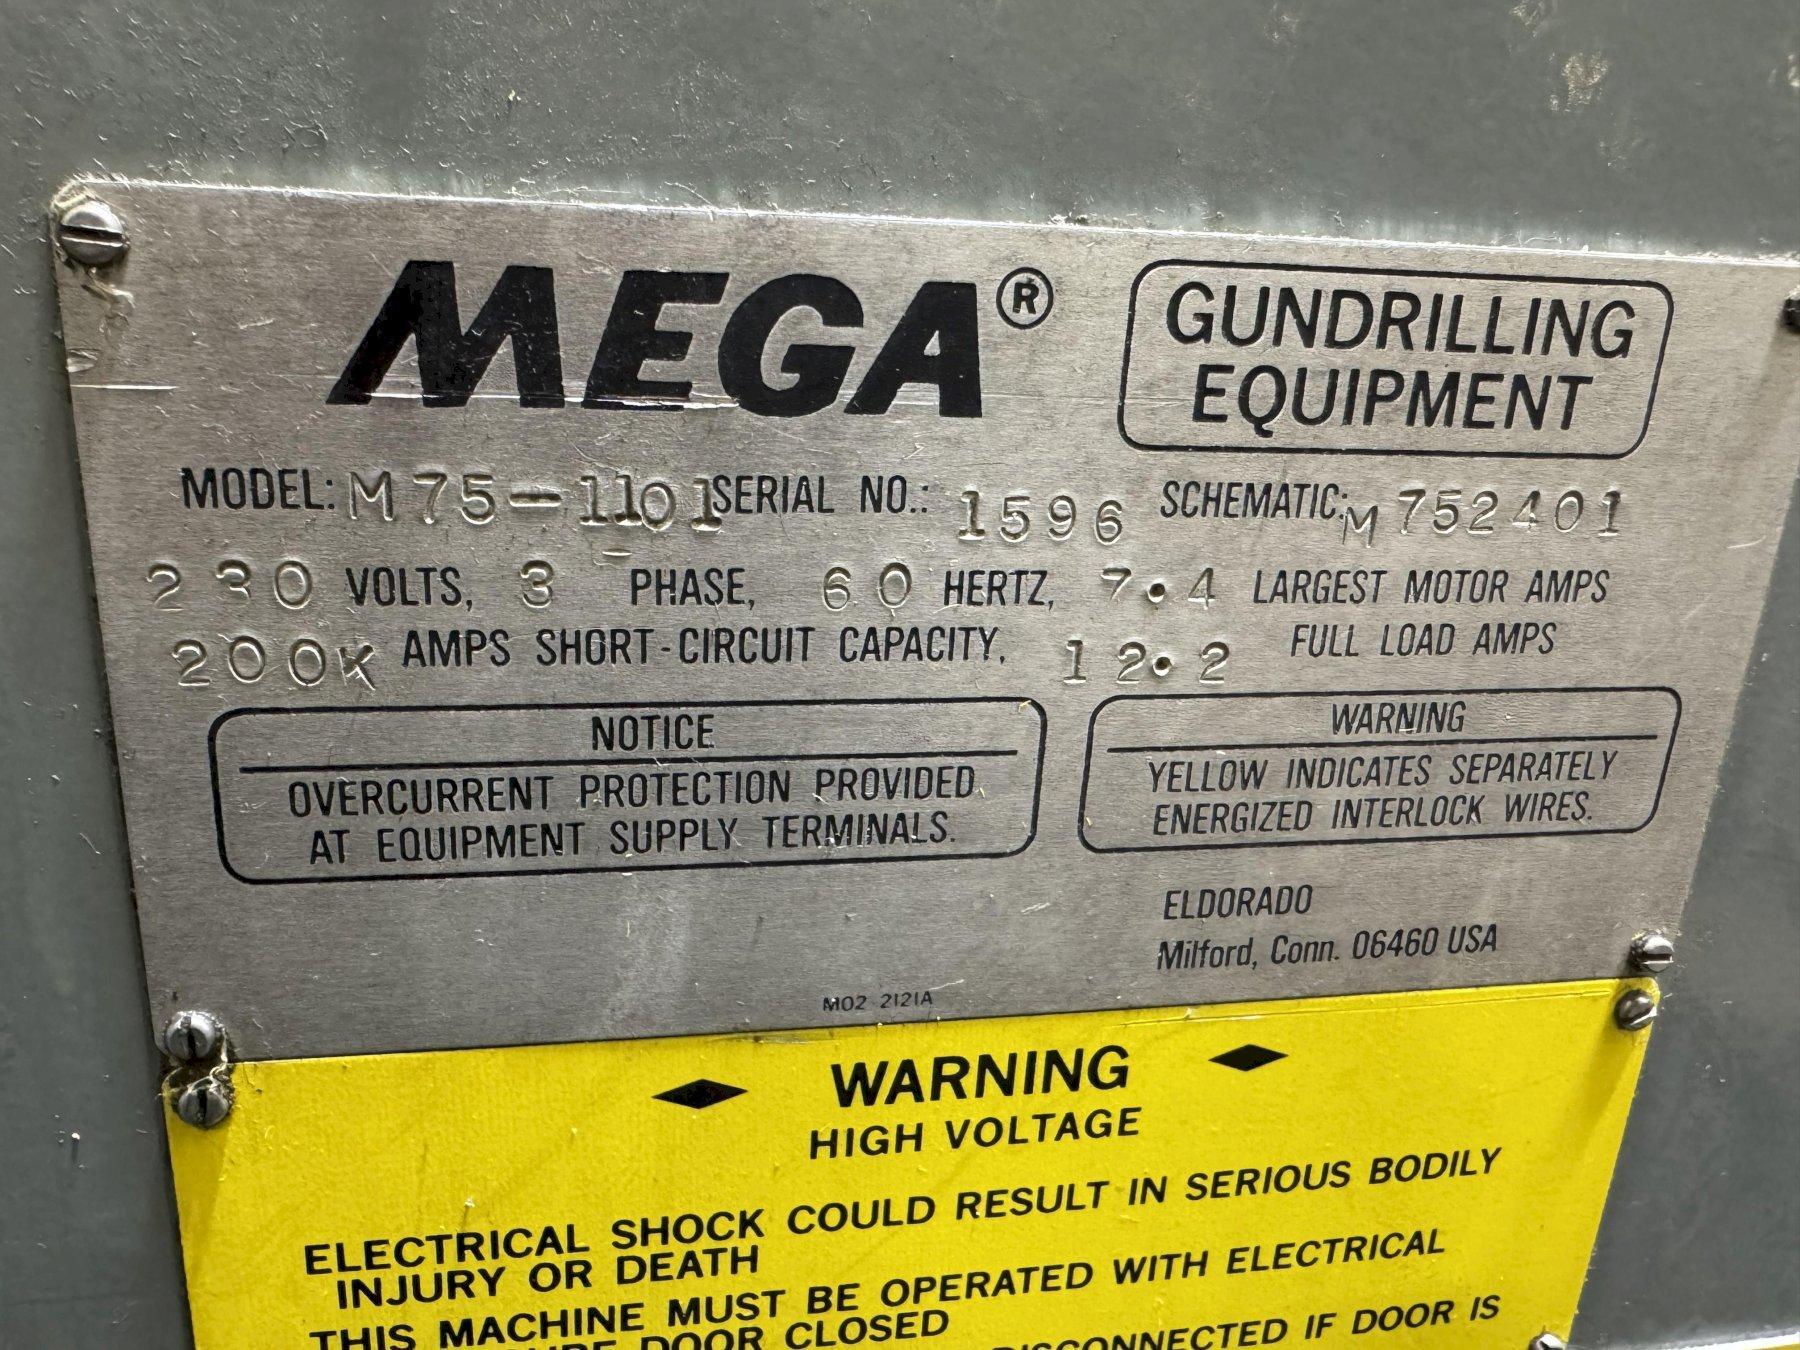 MEGA®
GUNDRILLING
EQUIPMENT
MODEL: M75-1101 SERIAL NO.: 1596 SCHEMATIC: M752401
230 VOLTS, 3 PHASE, 60 HERTZ, 7.4 LARGEST MOTOR AMPS
200K AMPS SHORT-CIRCUIT CAPACITY, 12.2 FULL LOAD AMPS
NOTICE
OVERCURRENT PROTECTION PROVIDED
AT EQUIPMENT SUPPLY TERMINALS.
WARNING
YELLOW INDICATES SEPARATELY
ENERGIZED INTERLOCK WIRES.
ELDORADO
Milford, Conn. 06460 USA
M02 2121A
WARNING
HIGH VOLTAGE
ELECTRICAL SHOCK COULD RESULT IN SERIOUS BODILY
INJURY OR DEATH
THIS MACHINE MUST BE OPERATED WITH ELECTRICAL
DOOR CLOSED
DISCONNECTED IF DOOR IS